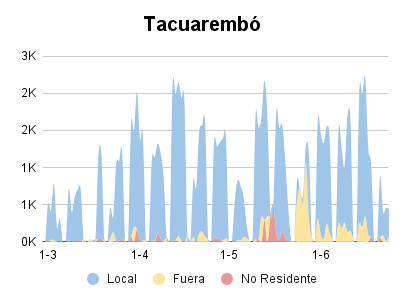 Tacuarembó
3K
2K
2K
1K
1K
0K
1-3 1-4 1-5 1-6
Local Fuera No Residente